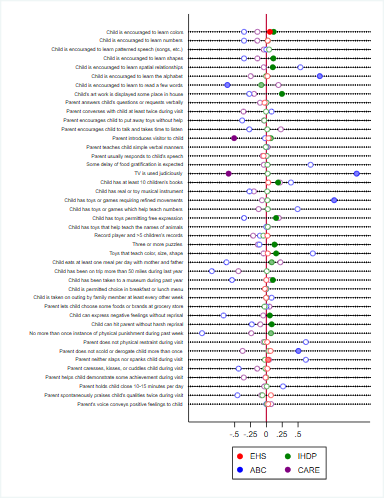 Child is encouraged to learn colors
Child is encouraged to learn numbers
Child is encouraged to learn patterned speech (songs, etc.)
Child is encouraged to learn shapes
Child is encouraged to learn spatial relationships
Child is encouraged to learn the alphabet
Child is encouraged to learn to read a few words
Child's art work is displayed some place in house
Parent answers child's questions or requests verbally
Parent converses with child at least twice during visit
Parent encourages child to put away toys without help
Parent encourages child to talk and takes time to listen
Parent introduces visitor to child
Parent teaches child simple verbal manners
Parent usually responds to child's speech
Some delay of food gratification is expected
TV is used judiciously
Child has at least 10 children's books
Child has real or toy musical instrument
Child has toys or games requiring refined movements
Child has toys or games which help teach numbers
Child has toys permitting free expression
Child has toys that help teach the names of animals
Record player and >5 children's records
Three or more puzzles
Toys that teach color, size, shape
Child eats at least one meal per day with mother and father
Child has been on trip more than 50 miles during last year
Child has been taken to a museum during past year
Child is permitted choice in breakfast or lunch menu
Child is taken on outing by family member at least every other week
Parent lets child choose some foods or brands at grocery store
Child can express negative feelings without reprisal
Child can hit parent without harsh reprisal
No more than once instance of physical punishment during past week
Parent does not physically restrain during visit
Parent does not scold or derogate child more than once
Parent neither slaps nor spanks child during visit
Parent caresses, kisses, or cuddles child during visit
Parent helps child demonstrate some achievement during visit
Parent holds child close 10-15 minutes per day
Parent spontaneously praises child's qualities twice during visit
Parent's voice conveys positive feelings to child
-.5 -.25 0 .25 .5
EHS IHDP
ABC CARE